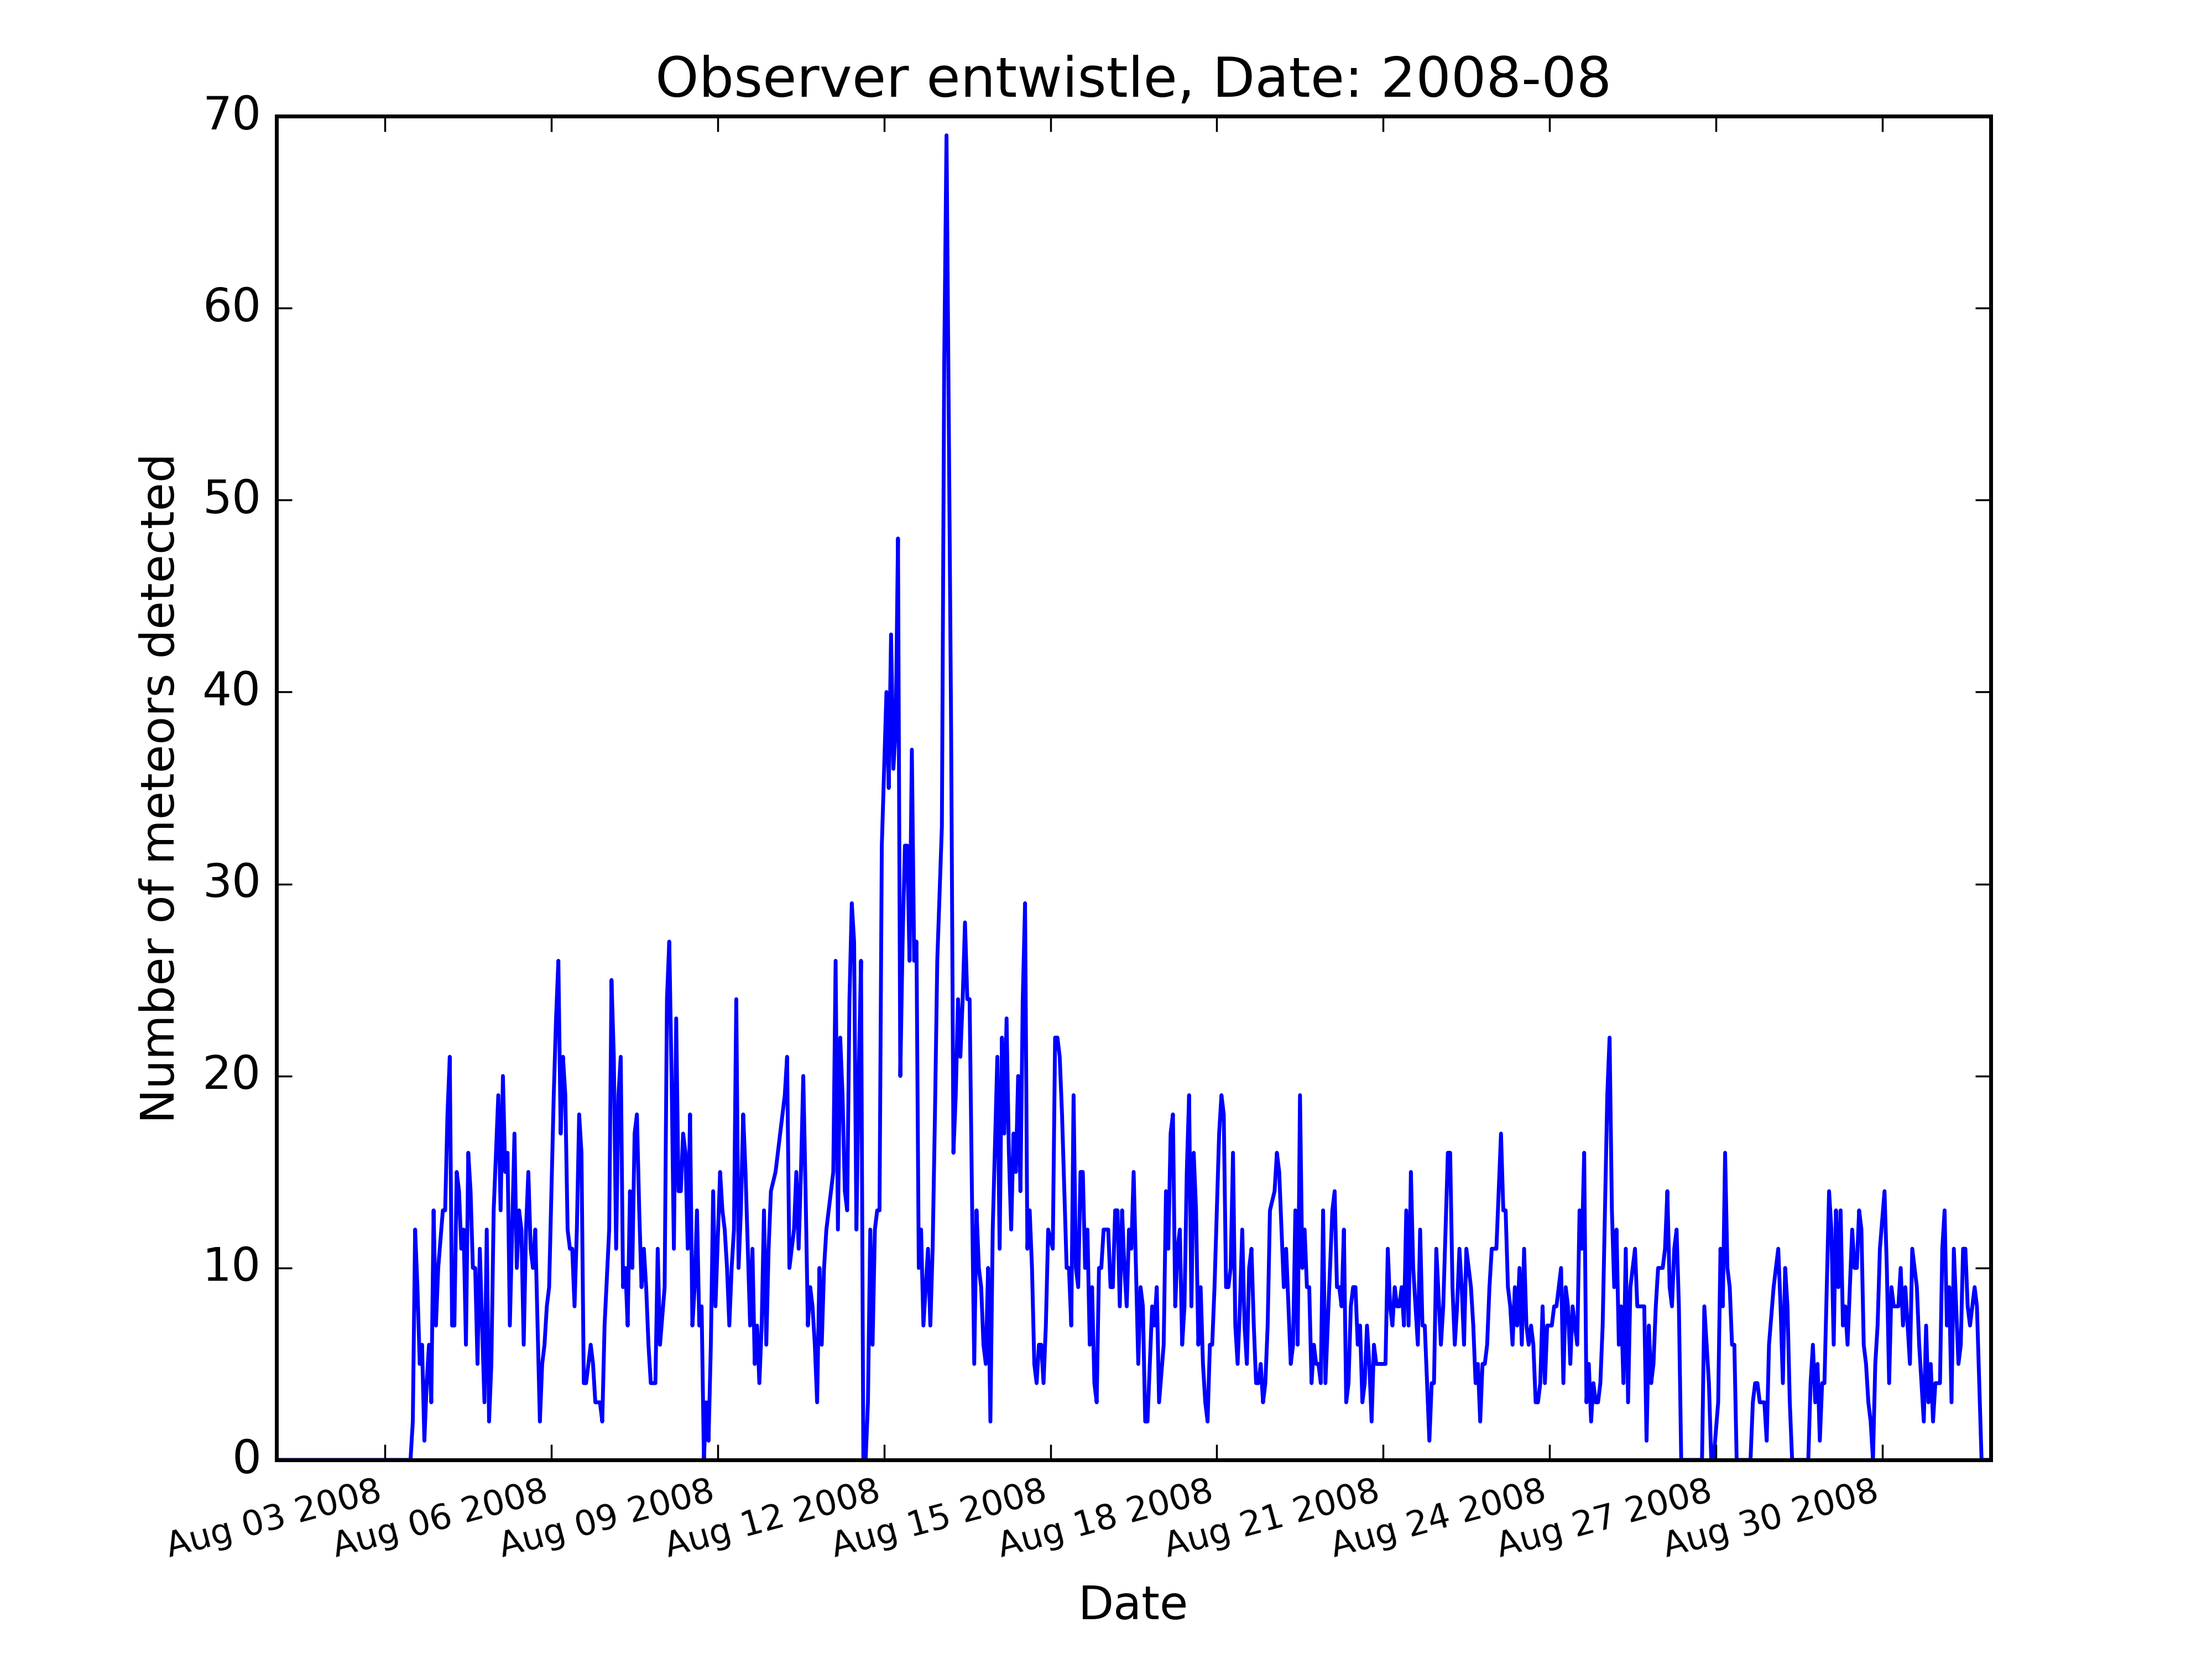 Observer entwistle, Date: 2008-08
70
60
50
40
30
20
10
0
Number of meteors detected
Aug 03 2008
Aug 06 2008
Aug 09 2008
Aug 12 2008
Aug 15 2008
Aug 18 2008
Aug 21 2008
Aug 24 2008
Aug 27 2008
Aug 30 2008
Date